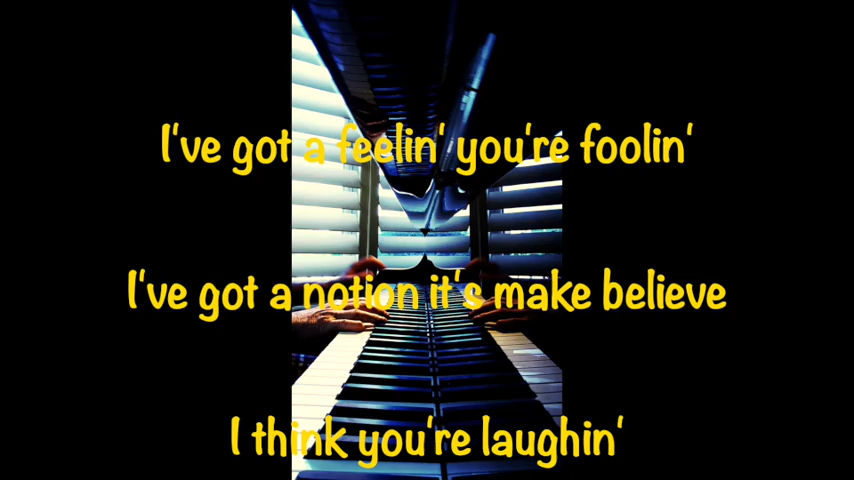 I've got a feelin' you're foolin'
I've got a notion it's make believe
I think you're laughin'